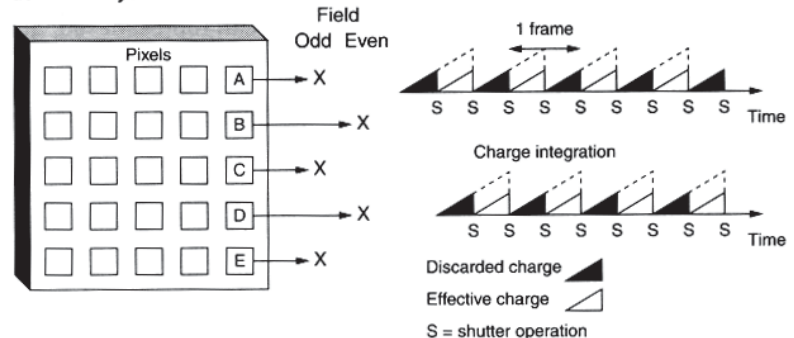 Field
Odd Even
Pixels
A X
B X
C X
D X
E X
1 frame
S S S S S S S S S
Time
Charge integration
S S S S S S S S
Time
Discarded charge
Effective charge
S = shutter operation